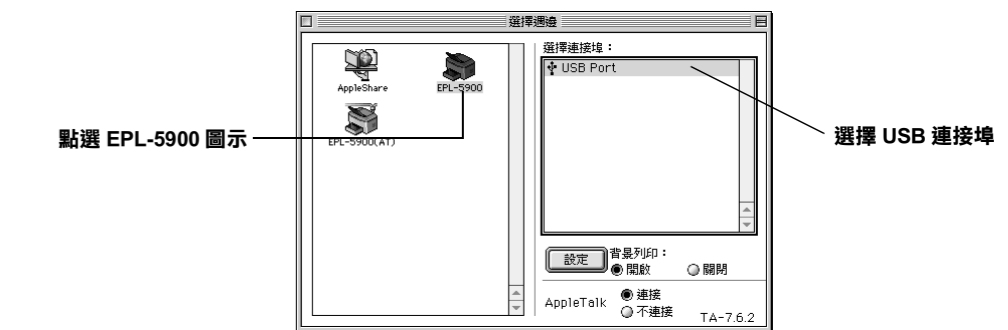 選擇週邊
AppleShare
EPL-5900
EPL-5900(AT)
點選 EPL-5900 圖示
選擇連接埠：
USB Port
選擇 USB 連接埠
設定
背景列印：
開啟 關閉
AppleTalk
連接
不連接
TA-7.6.2